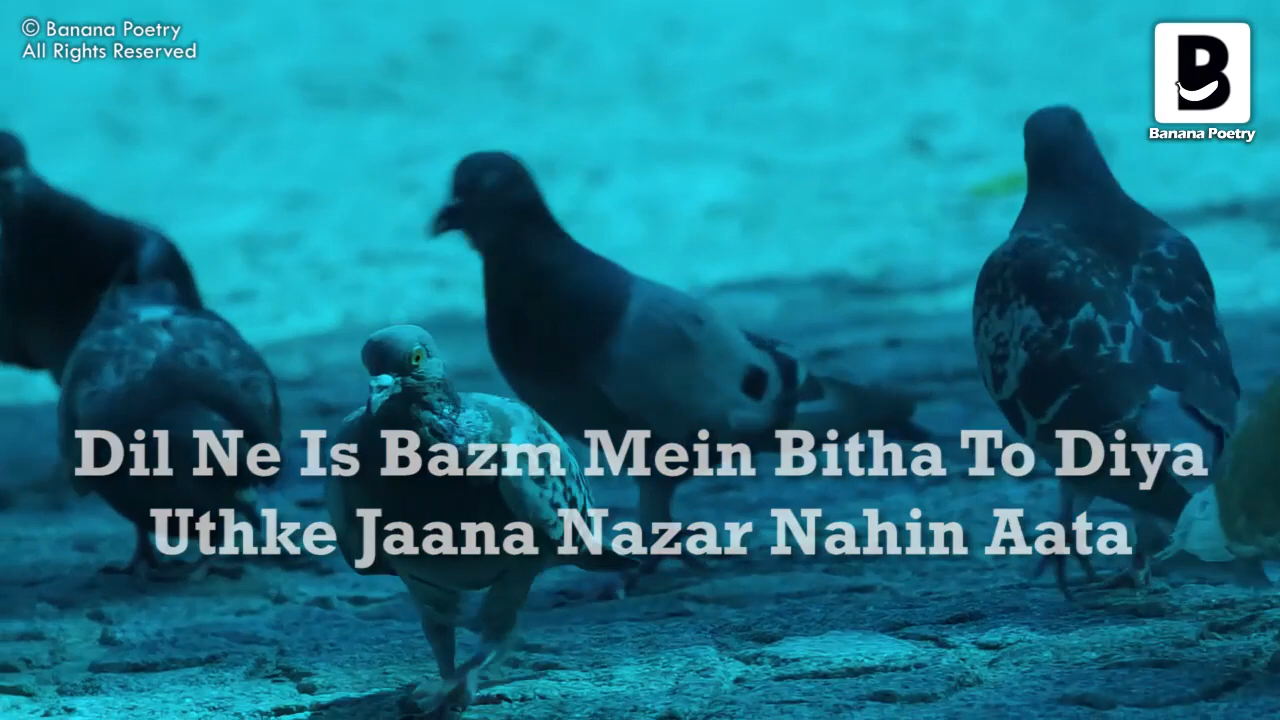 © Banana Poetry
All Rights Reserved
B
Banana Poetry
Dil Ne Is Bazm Mein Bitha To Diya
Uthke Jaana Nazar Nahin Aata